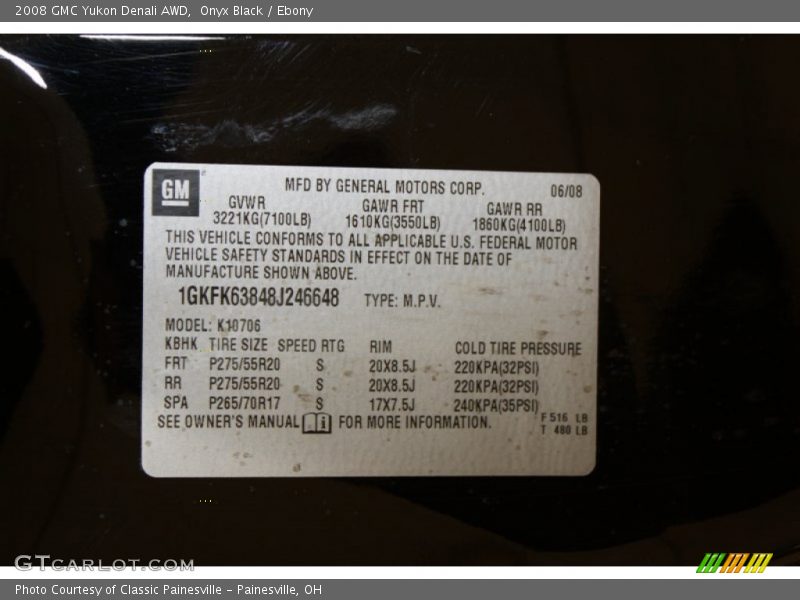 2008 GMC Yukon Denali AWD, Onyx Black / Ebony
GM
MFD BY GENERAL MOTORS CORP. 06/08
GVWR GAWR FRT GAWR RR
3221KG(7100LB) 1610KG(3550LB) 1860KG(4100LB)
THIS VEHICLE CONFORMS TO ALL APPLICABLE U.S. FEDERAL MOTOR
VEHICLE SAFETY STANDARDS IN EFFECT ON THE DATE OF
MANUFACTURE SHOWN ABOVE.
1GKFK63848J246648 TYPE: M.P.V.
MODEL: K10706
KBHK TIRE SIZE SPEED RTG RIM COLD TIRE PRESSURE
FRT P275/55R20 S 20X8.5J 220KPA(32PSI)
RR P275/55R20 S 20X8.5J 220KPA(32PSI)
SPA P265/70R17 S 17X7.5J 240KPA(35PSI)
SEE OWNER'S MANUAL i FOR MORE INFORMATION.
F 516 LB
T 480 LB
GTCARLOT.COM
Photo Courtesy of Classic Painesville - Painesville, OH